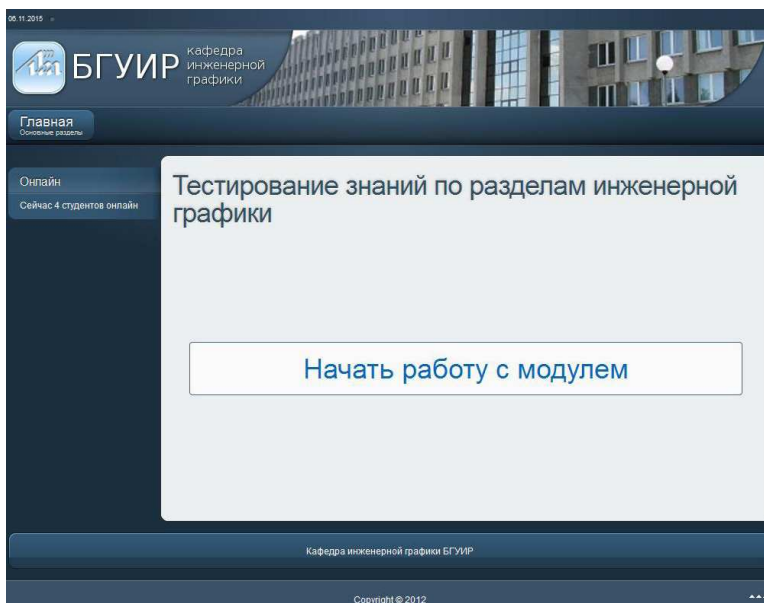 06.11.2015
БГУИР
кафедра
инженерной
графики
Главная
Основные разделы
Онлайн
Сейчас 4 студентов онлайн
Тестирование знаний по разделам инженерной
графики
Начать работу с модулем
Кафедра инженерной графики БГУИР
Copyright © 2012